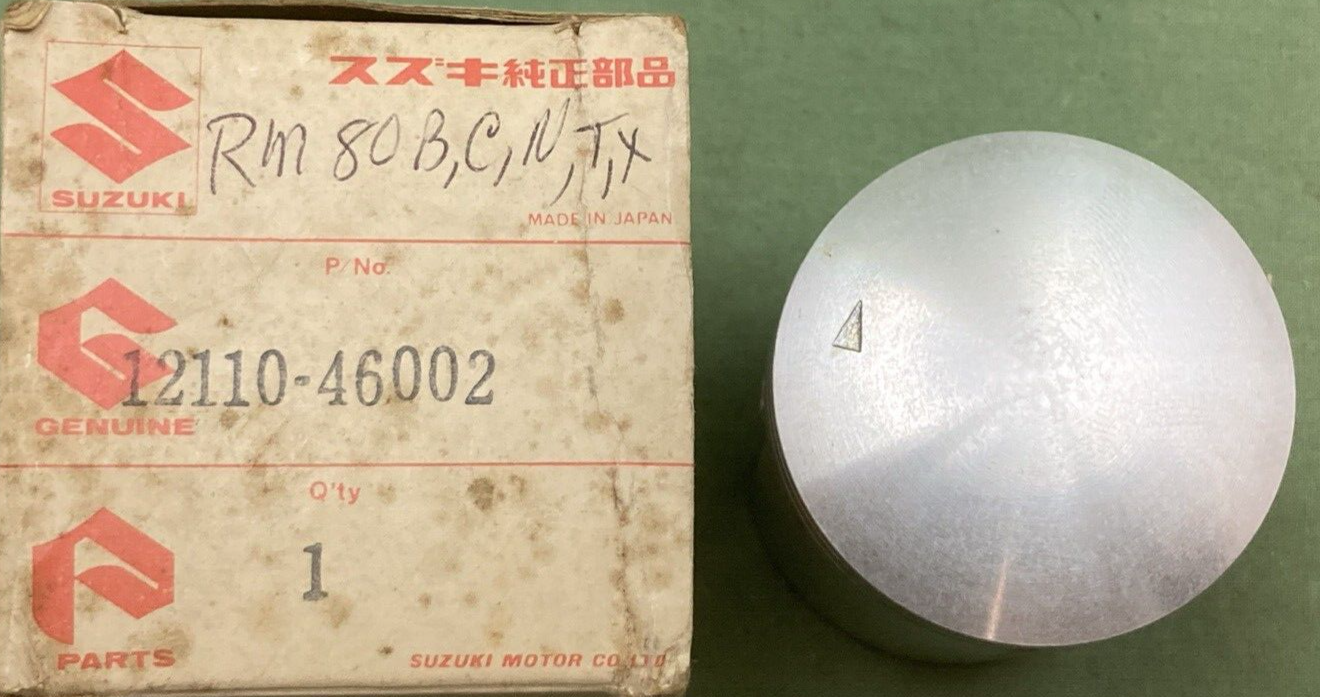 スズキ純正部品
SUZUKI
RM 80 B,C,N,T,X
MADE IN JAPAN
P/No.
12110-46002
GENUINE
Q'ty
1
PARTS
SUZUKI MOTOR CO.,LTD.